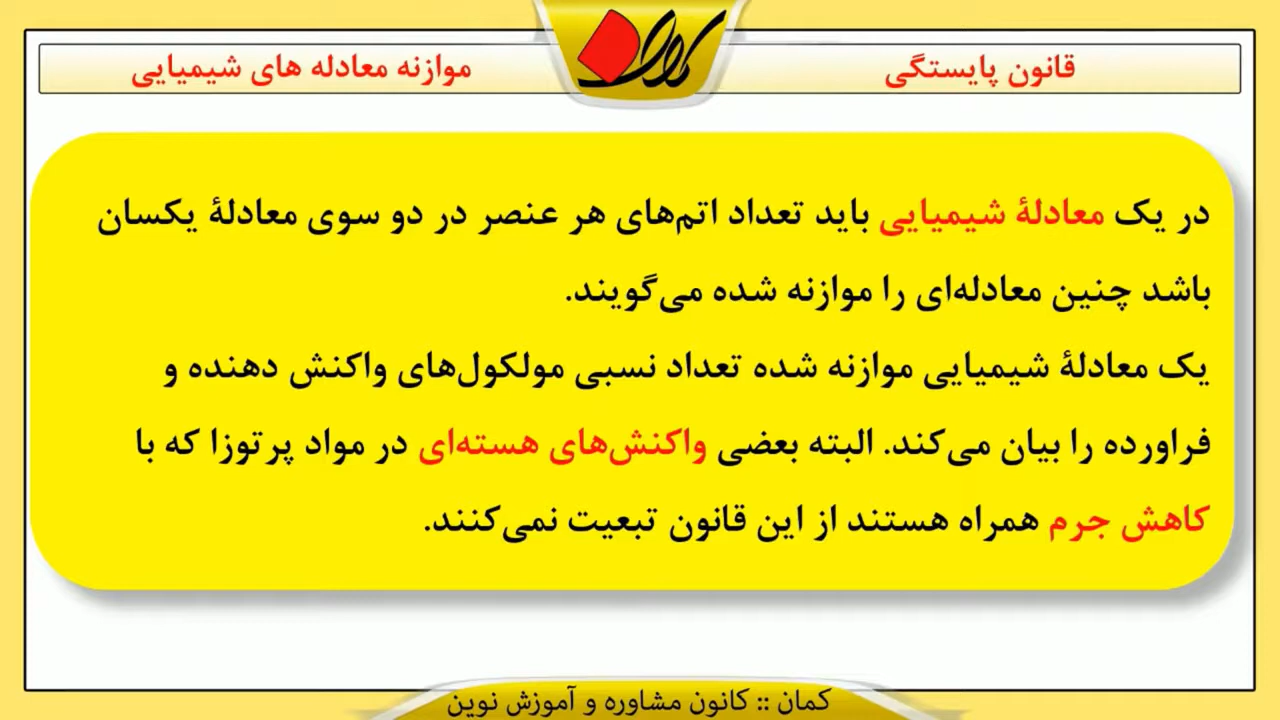 قانون پایستگی
موازنه معادله های شیمیایی
در یک معادلهٔ شیمیایی باید تعداد اتم‌های هر عنصر در دو سوی معادلهٔ یکسان
باشد چنین معادله‌ای را موازنه شده می‌گویند.
یک معادلهٔ شیمیایی موازنه شده تعداد نسبی مولکول‌های واکنش دهنده و
فراورده را بیان می‌کند. البته بعضی واکنش‌های هسته‌ای در مواد پرتوزا که با
کاهش جرم همراه هستند از این قانون تبعیت نمی‌کنند.
کمان :: کانون مشاوره و آموزش نوین